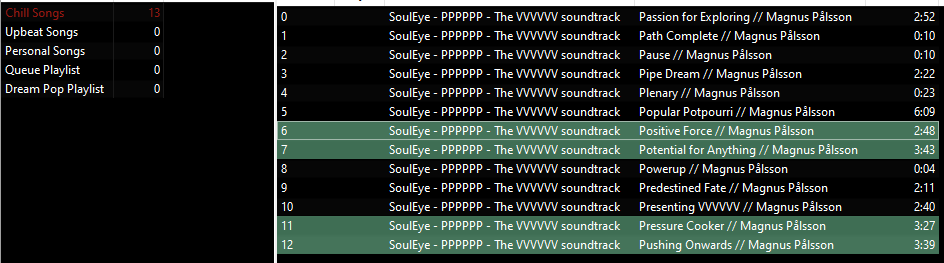 Chill Songs 13
Upbeat Songs 0
Personal Songs 0
Queue Playlist 0
Dream Pop Playlist 0
0 SoulEye - PPPPPP - The VVVVVV soundtrack Passion for Exploring // Magnus Pålsson 2:52
1 SoulEye - PPPPPP - The VVVVVV soundtrack Path Complete // Magnus Pålsson 0:10
2 SoulEye - PPPPPP - The VVVVVV soundtrack Pause // Magnus Pålsson 0:10
3 SoulEye - PPPPPP - The VVVVVV soundtrack Pipe Dream // Magnus Pålsson 2:22
4 SoulEye - PPPPPP - The VVVVVV soundtrack Plenary // Magnus Pålsson 0:23
5 SoulEye - PPPPPP - The VVVVVV soundtrack Popular Potpourri // Magnus Pålsson 6:09
6 SoulEye - PPPPPP - The VVVVVV soundtrack Positive Force // Magnus Pålsson 2:48
7 SoulEye - PPPPPP - The VVVVVV soundtrack Potential for Anything // Magnus Pålsson 3:43
8 SoulEye - PPPPPP - The VVVVVV soundtrack Powerup // Magnus Pålsson 0:04
9 SoulEye - PPPPPP - The VVVVVV soundtrack Predestined Fate // Magnus Pålsson 2:11
10 SoulEye - PPPPPP - The VVVVVV soundtrack Presenting VVVVVV // Magnus Pålsson 2:40
11 SoulEye - PPPPPP - The VVVVVV soundtrack Pressure Cooker // Magnus Pålsson 3:27
12 SoulEye - PPPPPP - The VVVVVV soundtrack Pushing Onwards // Magnus Pålsson 3:39